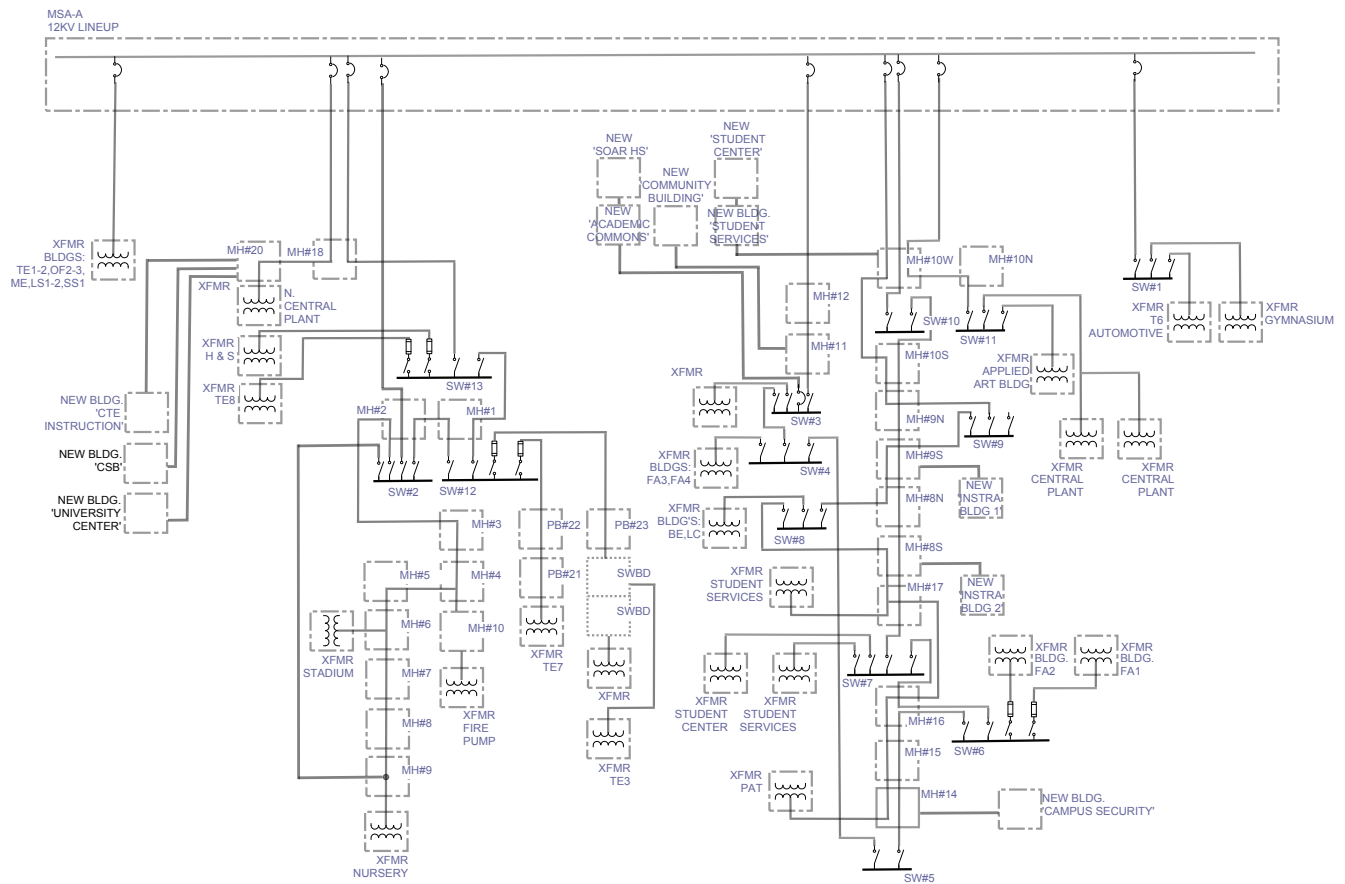 MSA-A
12KV LINEUP
NEW
'STUDENT
CENTER'
NEW
'SOAR HS'
NEW
'COMMUNITY
BUILDING'
NEW
'ACADEMIC
COMMONS'
NEW BLDG.
'STUDENT
SERVICES'
XFMR
BLDGS:
TE1-2,OF2-3,
ME,LS1-2,SS1
MH#20
MH#18
XFMR
N.
CENTRAL
PLANT
XFMR
H & S
XFMR
TE8
NEW BLDG.
'CTE
INSTRUCTION'
NEW BLDG.
'CSB'
NEW BLDG.
'UNIVERSITY
CENTER'
SW#13
MH#2
MH#1
SW#2
SW#12
MH#3
MH#5
MH#4
MH#6
MH#10
XFMR
STADIUM
MH#7
XFMR
FIRE
PUMP
MH#8
MH#9
XFMR
NURSERY
PB#22
PB#23
PB#21
SWBD
SWBD
XFMR
TE7
XFMR
XFMR
TE3
MH#12
MH#11
XFMR
SW#3
XFMR
BLDGS:
FA3,FA4
SW#4
XFMR
BLDG'S:
BE,LC
SW#8
XFMR
STUDENT
SERVICES
MH#10W
MH#10N
SW#10
SW#11
MH#10S
XFMR
APPLIED
ART BLDG
MH#9N
SW#9
MH#9S
MH#8N
NEW
'INSTRA
BLDG 1'
MH#8S
MH#17
NEW
'INSTRA
BLDG 2'
XFMR
CENTRAL
PLANT
XFMR
CENTRAL
PLANT
SW#1
XFMR
T6
AUTOMOTIVE
XFMR
GYMNASIUM
XFMR
BLDG.
FA2
XFMR
BLDG.
FA1
SW#7
XFMR
STUDENT
CENTER
XFMR
STUDENT
SERVICES
MH#16
SW#6
MH#15
XFMR
PAT
MH#14
NEW BLDG.
'CAMPUS SECURITY'
SW#5